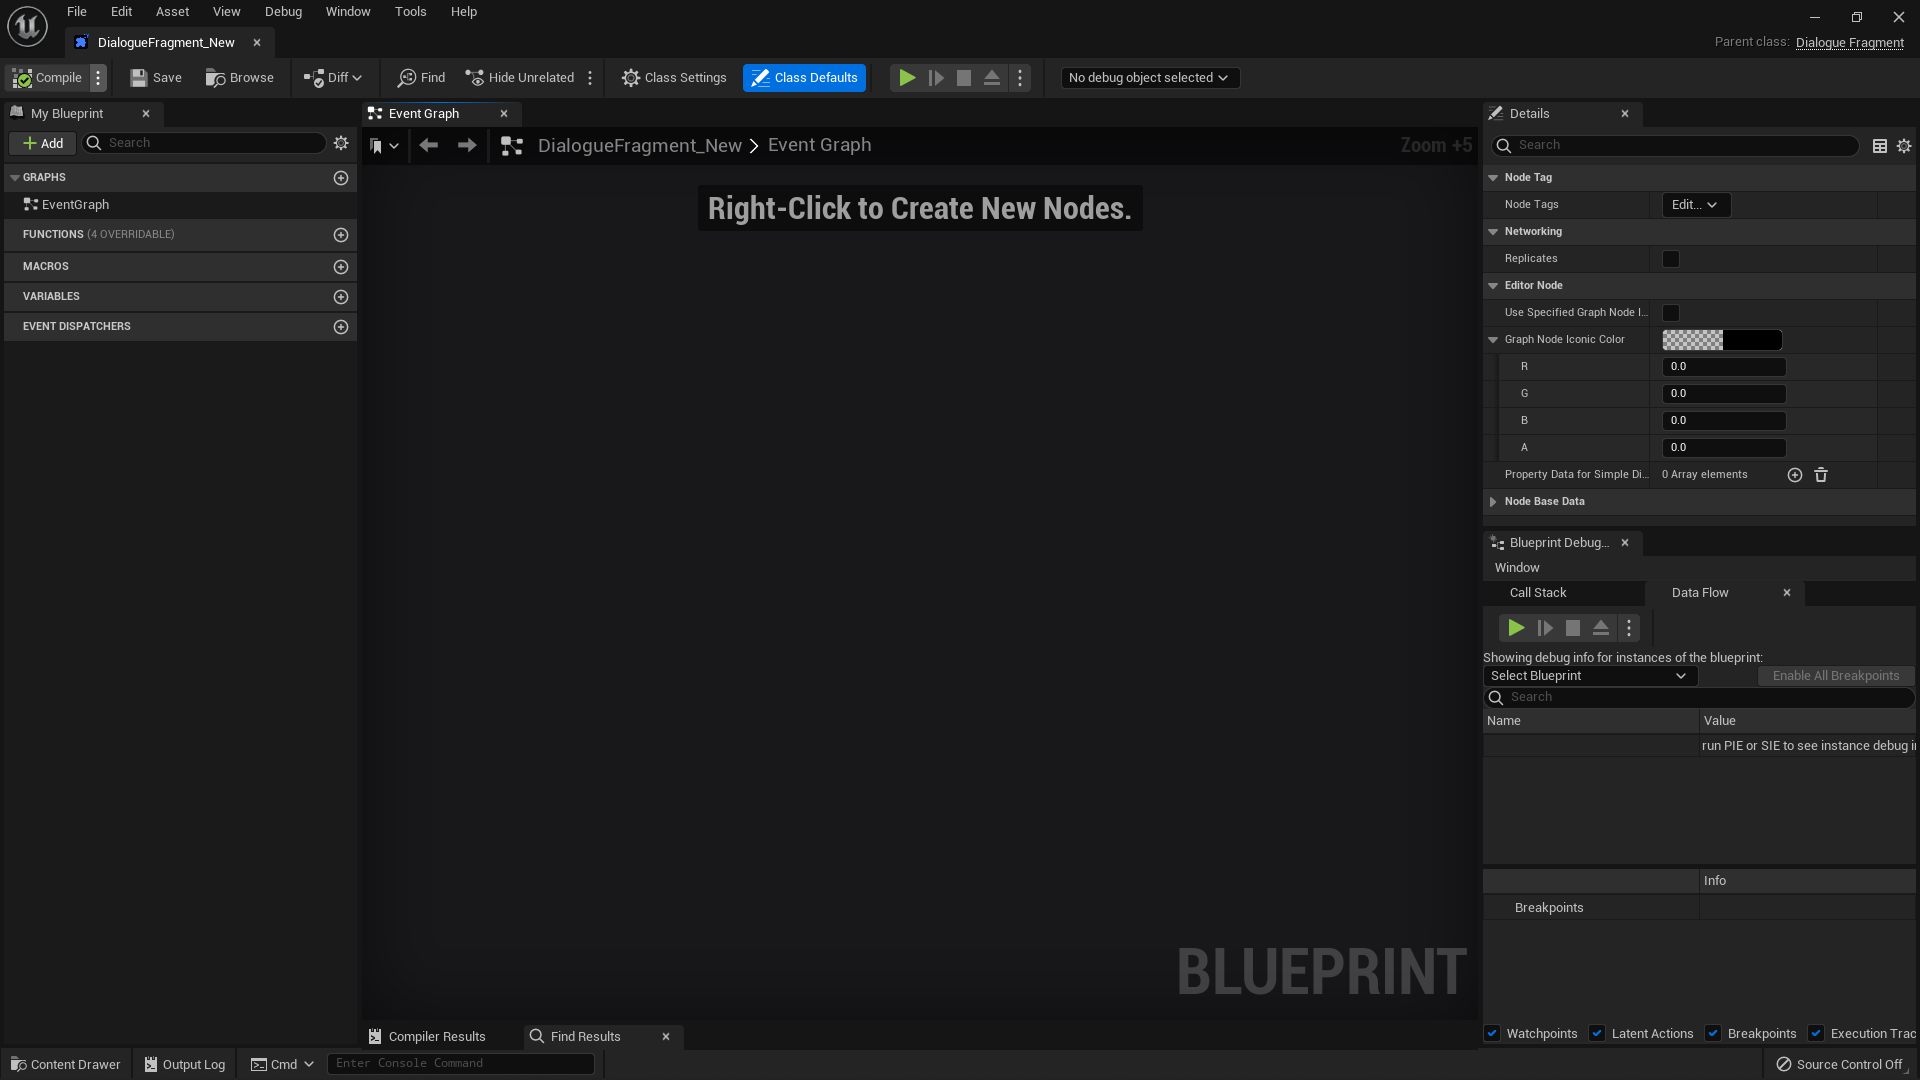 File Edit Asset View Debug Window Tools Help
DialogueFragment_New
Parent class: Dialogue Fragment
Compile Save Browse Diff Find Hide Unrelated Class Settings Class Defaults No debug object selected
My Blueprint
Add Search
GRAPHS
EventGraph
FUNCTIONS (4 OVERRIDABLE)
MACROS
VARIABLES
EVENT DISPATCHERS
Event Graph
DialogueFragment_New > Event Graph
Zoom +5
Right-Click to Create New Nodes.
BLUEPRINT
Compiler Results Find Results
Details
Search
Node Tag
Node Tags Edit...
Networking
Replicates
Editor Node
Use Specified Graph Node I...
Graph Node Iconic Color
R 0.0
G 0.0
B 0.0
A 0.0
Property Data for Simple Di... 0 Array elements
Node Base Data
Blueprint Debug...
Window
Call Stack Data Flow
Showing debug info for instances of the blueprint:
Select Blueprint Enable All Breakpoints
Search
Name Value
run PIE or SIE to see instance debug i
Info
Breakpoints
Watchpoints Latent Actions Breakpoints Execution Trac
Content Drawer Output Log Cmd Enter Console Command Source Control Off